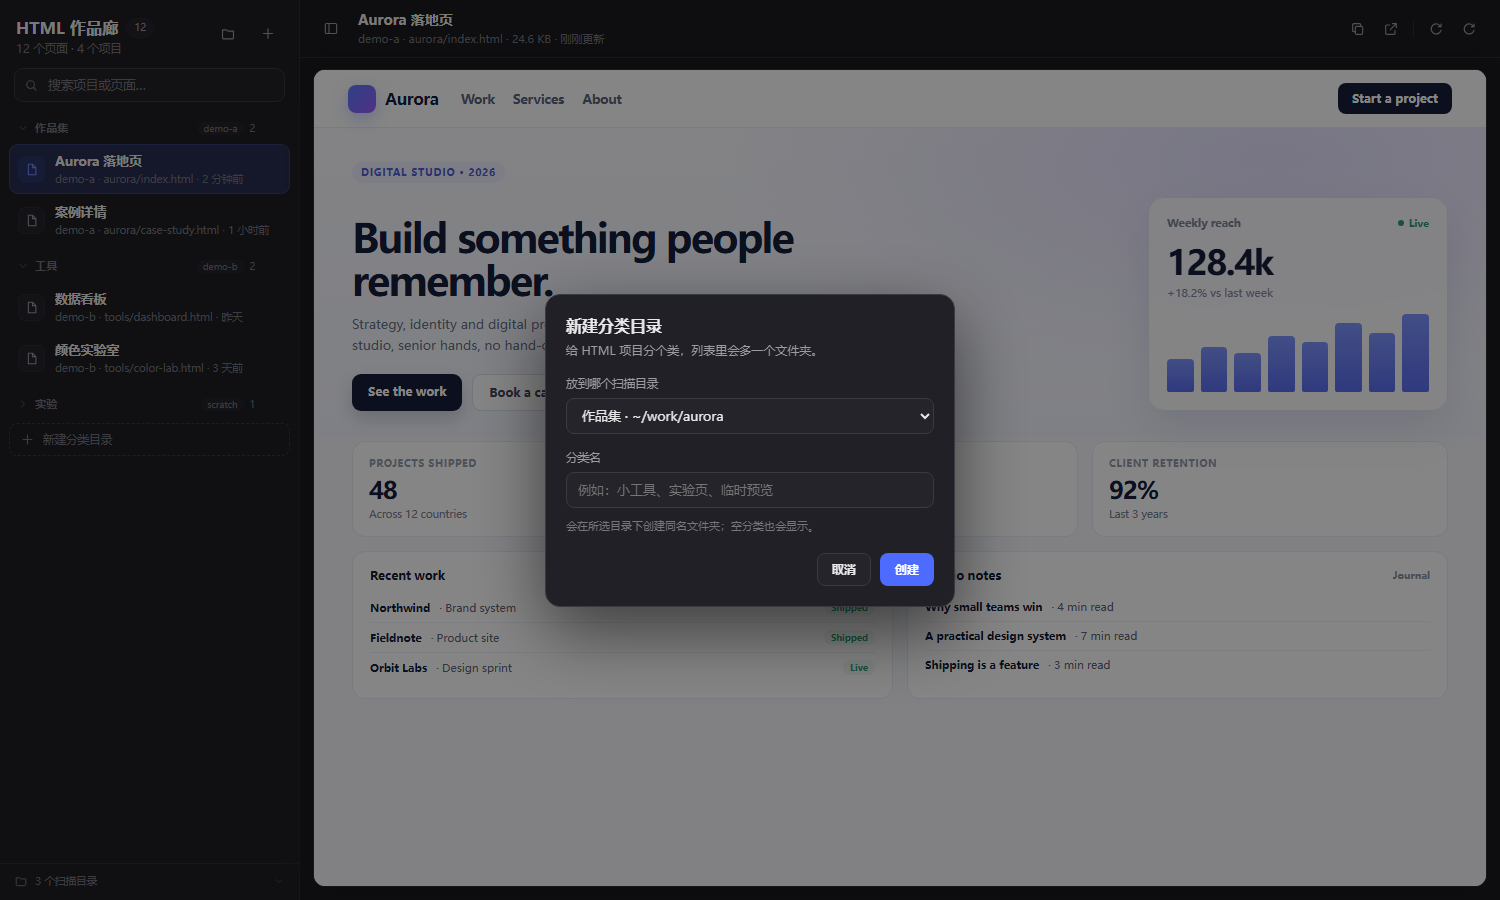 HTML 作品廊 12
12 个页面 · 4 个项目
搜索项目或页面...
作品集 demo-a 2
Aurora 落地页
demo-a · aurora/index.html · 2 分钟前
案例详情
demo-a · aurora/case-study.html · 1 小时前
工具 demo-b 2
数据看板
demo-b · tools/dashboard.html · 昨天
颜色实验室
demo-b · tools/color-lab.html · 3 天前
实验 scratch 1
新建分类目录
3 个扫描目录
Aurora 落地页
demo-a · aurora/index.html · 24.6 KB · 刚刚更新
Aurora Work Services About Start a project
DIGITAL STUDIO • 2026
Build something people
remember.
Strategy, identity and digital pr
studio, senior hands, no hand-
See the work Book a ca
Weekly reach Live
128.4k
+18.2% vs last week
PROJECTS SHIPPED
48
Across 12 countries
CLIENT RETENTION
92%
Last 3 years
Recent work
Northwind · Brand system Shipped
Fieldnote · Product site Shipped
Orbit Labs · Design sprint Live
o notes Journal
Why small teams win · 4 min read
A practical design system · 7 min read
Shipping is a feature · 3 min read
新建分类目录
给 HTML 项目分个类，列表里会多一个文件夹。
放到哪个扫描目录
作品集 · ~/work/aurora
分类名
例如：小工具、实验页、临时预览
会在所选目录下创建同名文件夹；空分类也会显示。
取消 创建